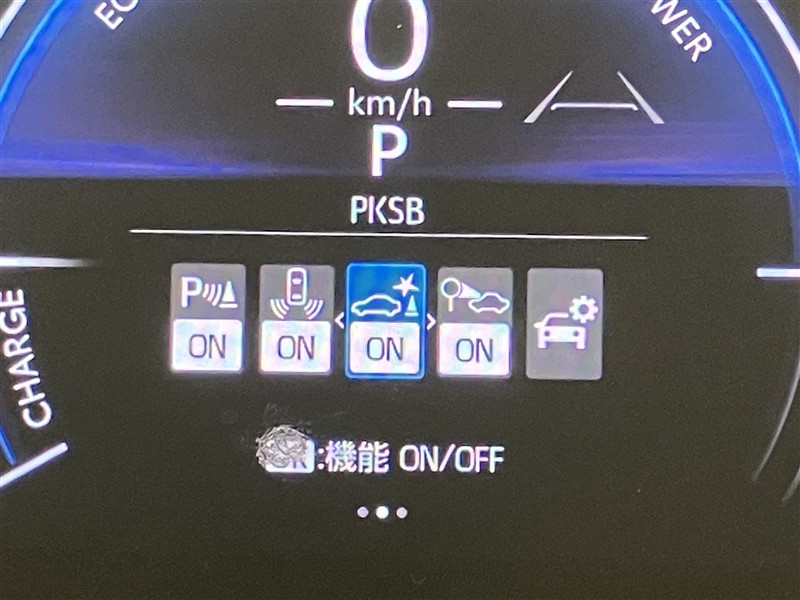 0
km/h
P
PKSB
P
ON ON ON ON
:機能 ON/OFF
CHARGE